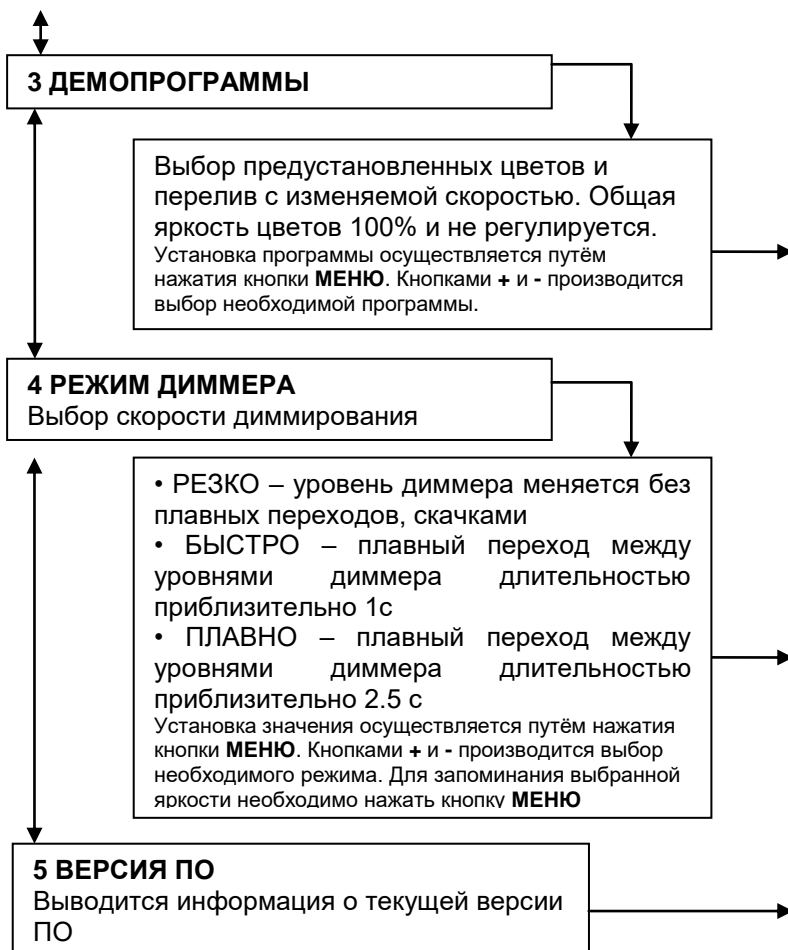 3 ДЕМОПРОГРАММЫ
Выбор предустановленных цветов и
перелив с изменяемой скоростью. Общая
яркость цветов 100% и не регулируется.
Установка программы осуществляется путём
нажатия кнопки МЕНЮ. Кнопками + и - производится
выбор необходимой программы.
4 РЕЖИМ ДИММЕРА
Выбор скорости диммирования
• РЕЗКО – уровень диммера меняется без
плавных переходов, скачками
• БЫСТРО – плавный переход между
уровнями диммера длительностью
приблизительно 1с
• ПЛАВНО – плавный переход между
уровнями диммера длительностью
приблизительно 2.5 с
Установка значения осуществляется путём нажатия
кнопки МЕНЮ. Кнопками + и - производится выбор
необходимого режима. Для запоминания выбранной
яркости необходимо нажать кнопку МЕНЮ
5 ВЕРСИЯ ПО
Выводится информация о текущей версии
ПО